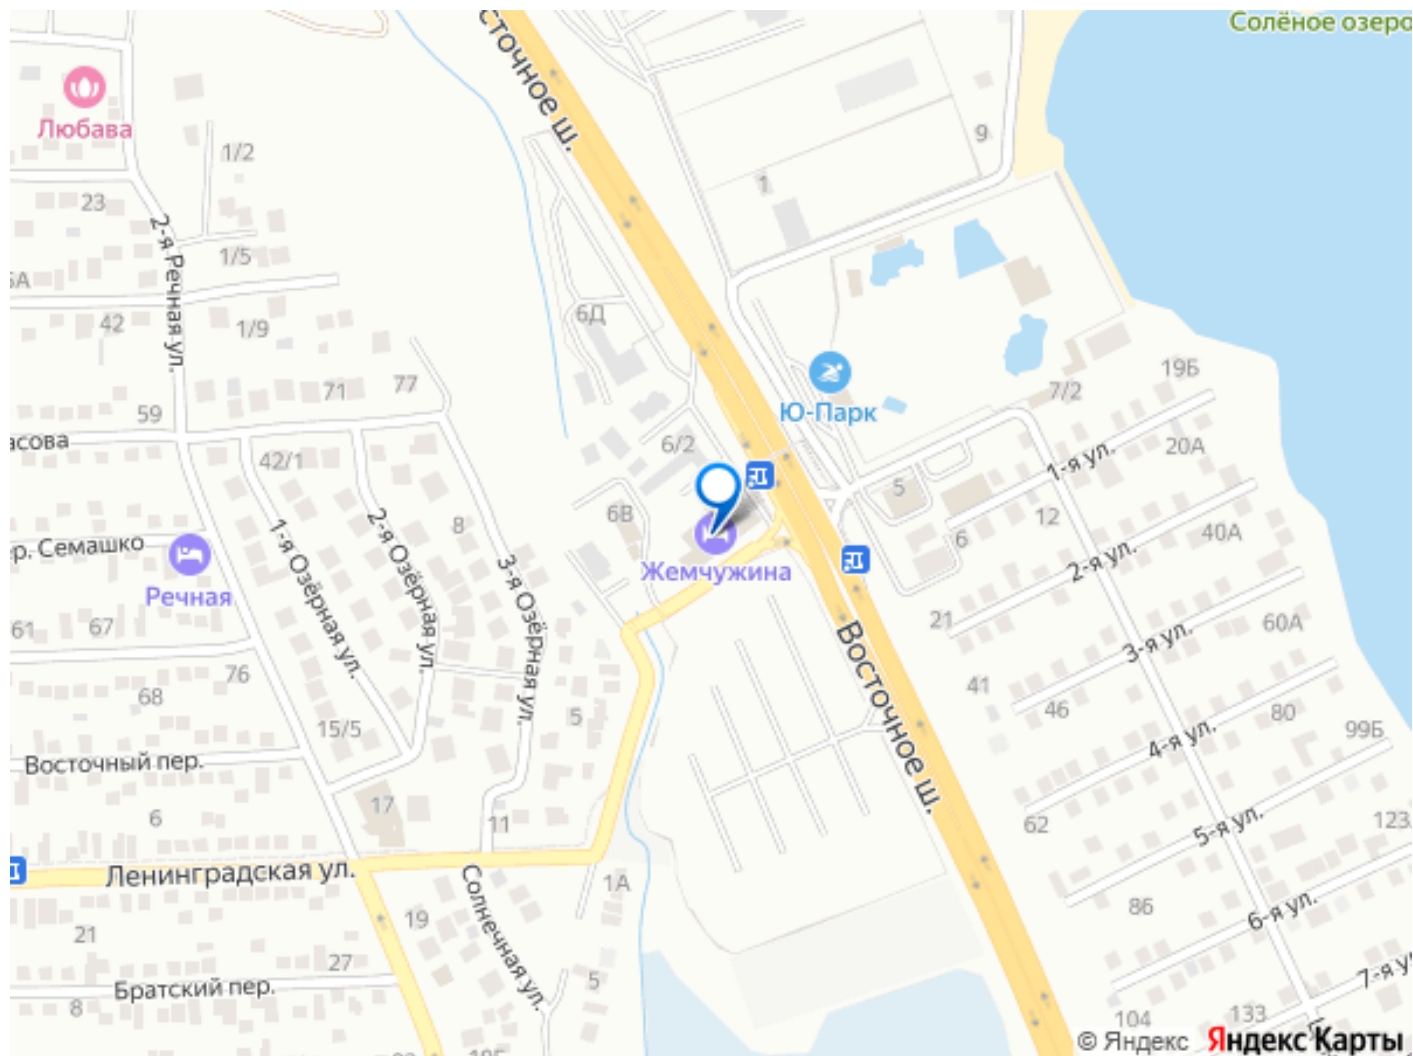 Солёное озеро
Восточное ш.
9
Любава
1/2
1
23
2-я Речная ул.
1/5
42
1/9
6Д
71
77
19Б
7/2
Ю-Парк
59
6/2
20А
42/1
1-я ул.
5
8
6В
12
6
40А
2-я Озёрная ул.
1-я Озёрная ул.
3-я Озёрная ул.
2-я ул.
Семашко
Жемчужина
Речная
61
67
21
60А
Восточное ш.
3-я ул.
76
68
41
46
80
5
15/5
99Б
4-я ул.
Восточный пер.
17
6
11
62
5-я ул.
Ленинградская ул.
1А
Солнечная ул.
86
19
6-я ул.
21
27
5
7-я
Братский пер.
8
104
133
© Яндекс Яндекс Карты